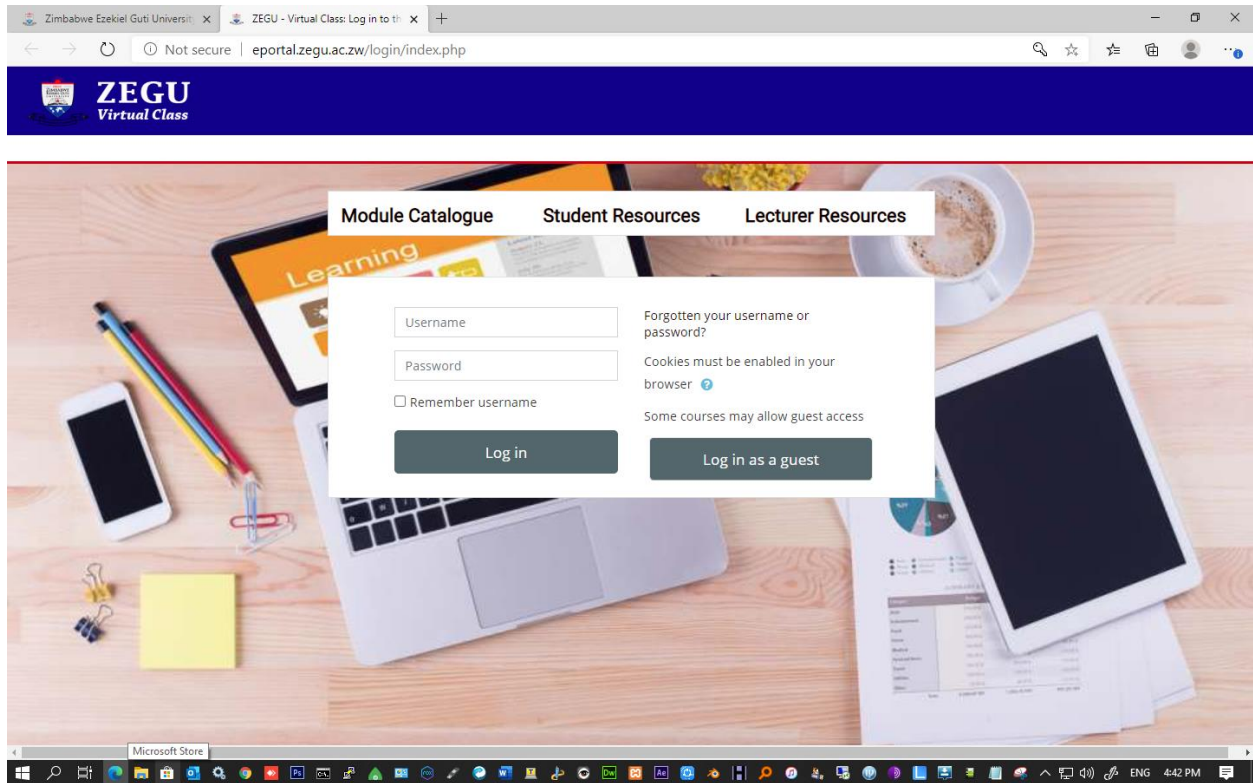 Zimbabwe Ezekiel Guti Universit
ZEGU - Virtual Class: Log in to th
Not secure
eportal.zegu.ac.zw/login/index.php
ZEGU
Virtual Class
Module Catalogue
Student Resources
Lecturer Resources
Learning
Username
Password
Remember username
Log in
Forgotten your username or
password?
Cookies must be enabled in your
browser
Some courses may allow guest access
Log in as a guest
Microsoft Store
ENG
4:42 PM